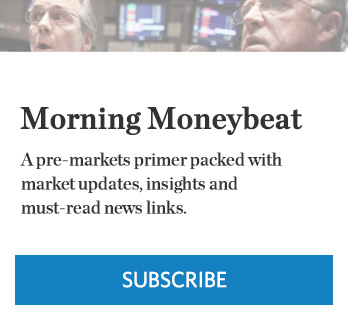 Morning Moneybeat
A pre-markets primer packed with
market updates, insights and
must-read news links.
SUBSCRIBE